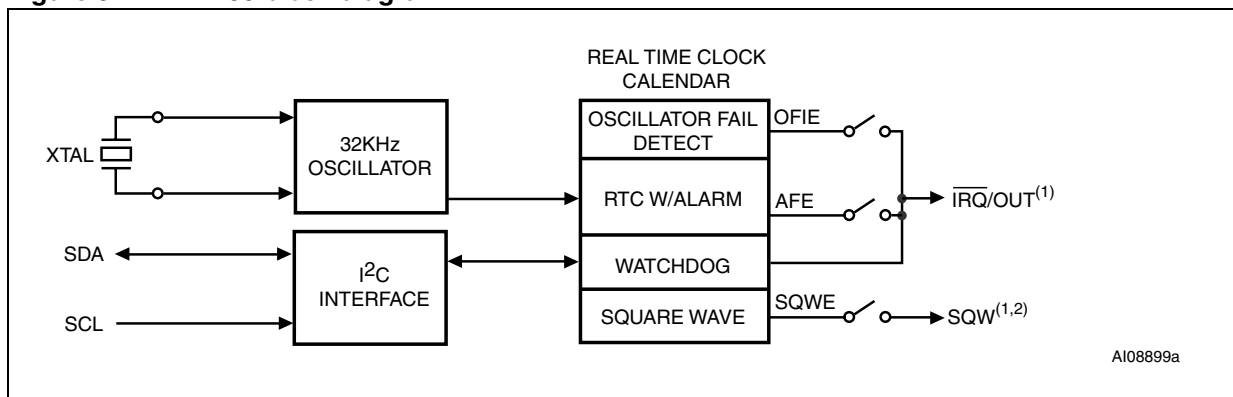 REAL TIME CLOCK
CALENDAR
XTAL
32KHz
OSCILLATOR
OSCILLATOR FAIL
DETECT
OFIE
RTC W/ALARM
AFE
IRQ/OUT(1)
SDA
SCL
I2C
INTERFACE
WATCHDOG
SQUARE WAVE
SQWE
SQW(1,2)
AI08899a